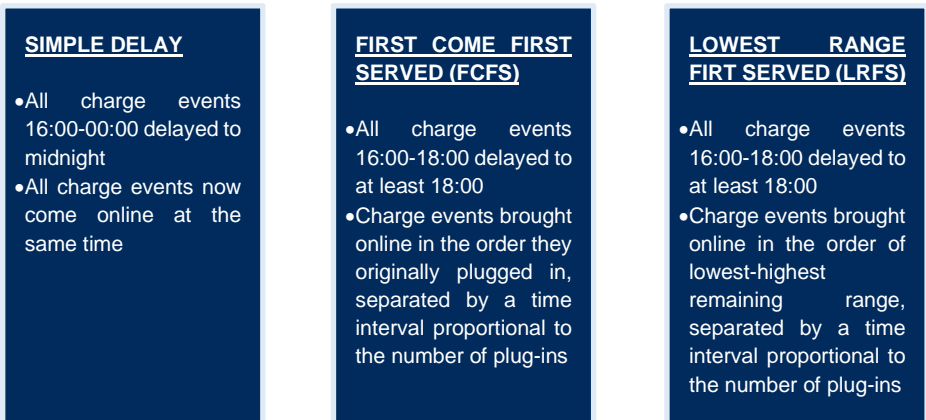 SIMPLE DELAY
•All charge events
16:00-00:00 delayed to
midnight
•All charge events now
come online at the
same time
FIRST COME FIRST
SERVED (FCFS)
•All charge events
16:00-18:00 delayed to
at least 18:00
•Charge events brought
online in the order they
originally plugged in,
separated by a time
interval proportional to
the number of plug-ins
LOWEST RANGE
FIRT SERVED (LRFS)
•All charge events
16:00-18:00 delayed to
at least 18:00
•Charge events brought
online in the order of
lowest-highest
remaining range,
separated by a time
interval proportional to
the number of plug-ins